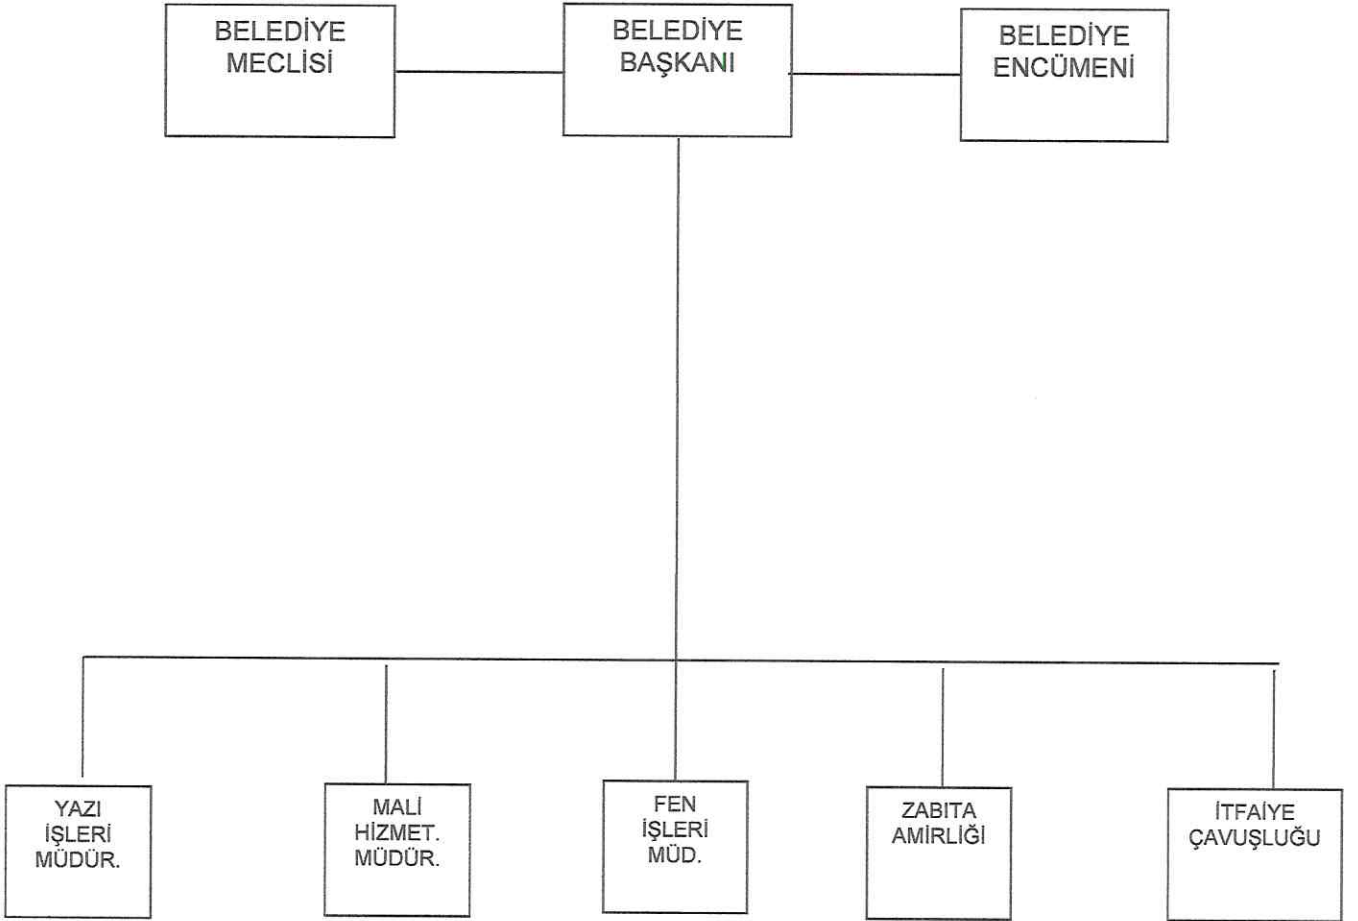 BELEDİYE
MECLİSİ
BELEDİYE
BAŞKANI
BELEDİYE
ENCÜMENİ
YAZI
İŞLERİ
MÜDÜR.
MALİ
HİZMET.
MÜDÜR.
FEN
İŞLERİ
MÜD.
ZABITA
AMİRLİĞİ
İTFAİYE
ÇAVUŞLUĞU